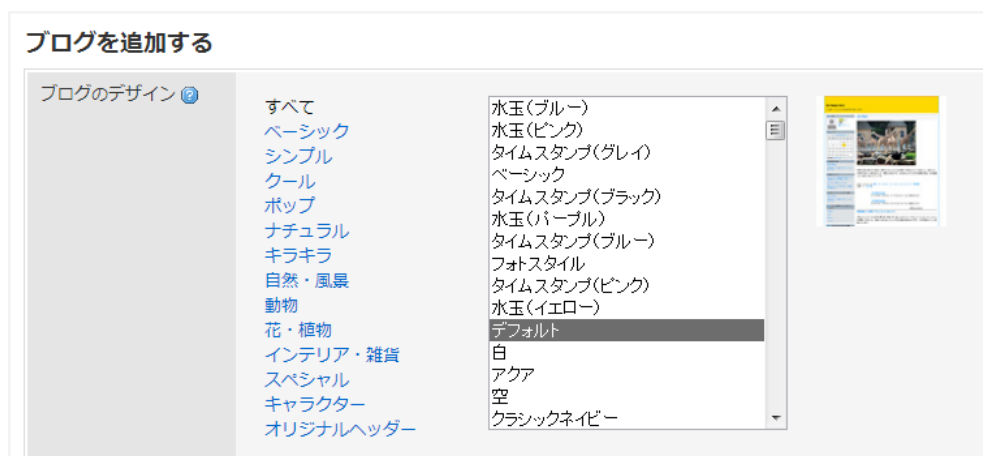 ブログを追加する
ブログのデザイン
すべて
ベーシック
シンプル
クール
ポップ
ナチュラル
キラキラ
自然・風景
動物
花・植物
インテリア・雑貨
スペシャル
キャラクター
オリジナルヘッダー
水玉(ブルー)
水玉(ピンク)
タイムスタンプ(グレイ)
ベーシック
タイムスタンプ(ブラック)
水玉(パープル)
タイムスタンプ(ブルー)
フォトスタイル
タイムスタンプ(ピンク)
水玉(イエロー)
デフォルト
白
アクア
空
クラシックネイビー